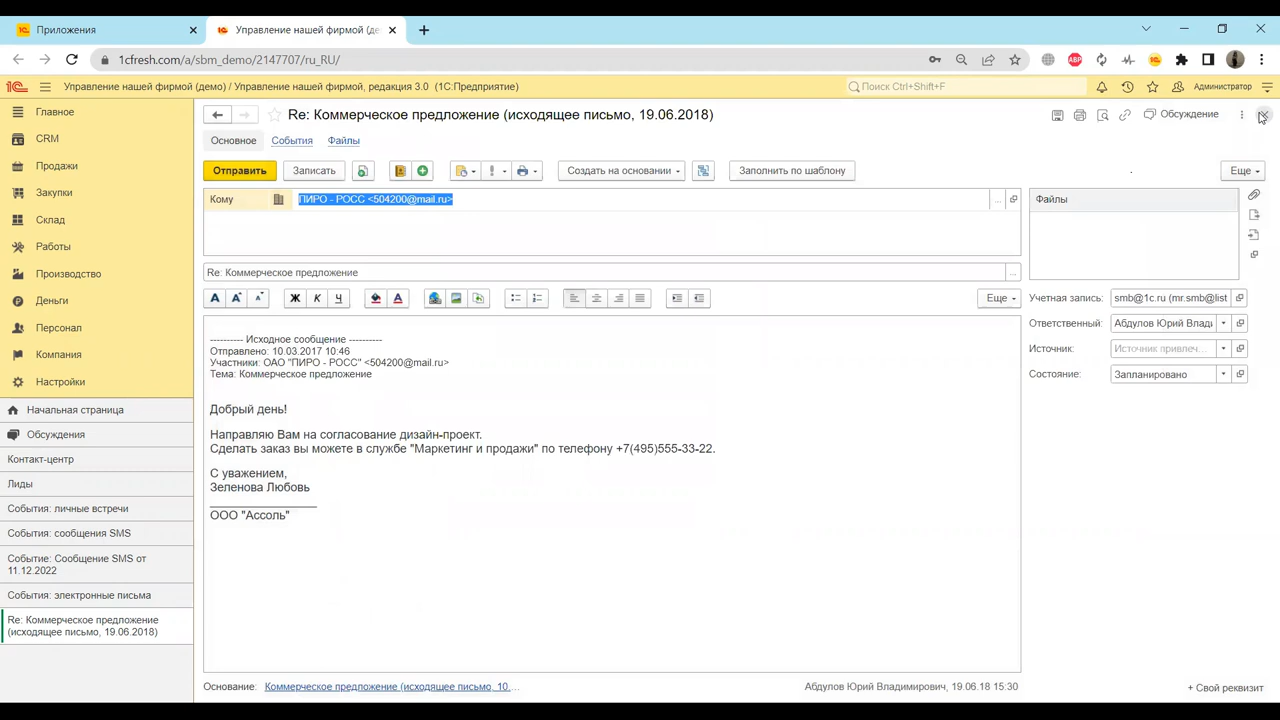 Приложения
Управление нашей фирмой (де
1cfresh.com/a/sbm_demo/2147707/ru_RU/
ABP
1С Управление нашей фирмой (демо) / Управление нашей фирмой, редакция 3.0 (1С:Предприятие)
Поиск Ctrl+Shift+F
Администратор
Главное
CRM
Продажи
Закупки
Склад
Работы
Производство
Деньги
Персонал
Компания
Настройки
Начальная страница
Обсуждения
Контакт-центр
Лиды
События: личные встречи
События: сообщения SMS
Событие: Сообщение SMS от
11.12.2022
События: электронные письма
Re: Коммерческое предложение
(исходящее письмо, 19.06.2018)
Re: Коммерческое предложение (исходящее письмо, 19.06.2018)
Обсуждение
Основное События Файлы
Отправить Записать Создать на основании Заполнить по шаблону Еще
Кому ПИРО - РОСС <504200@mail.ru> ...
Файлы
Re: Коммерческое предложение ...
Ж К Ч Еще
Учетная запись: smb@1c.ru (mr.smb@list
Ответственный: Абдулов Юрий Влади
Источник: Источник привлеч...
Состояние: Запланировано
---------- Исходное сообщение ----------
Отправлено: 10.03.2017 10:46
Участники: ОАО "ПИРО - РОСС" <504200@mail.ru>
Тема: Коммерческое предложение
Добрый день!
Направляю Вам на согласование дизайн-проект.
Сделать заказ вы можете в службе "Маркетинг и продажи" по телефону +7(495)555-33-22.
С уважением,
Зеленова Любовь
________________
ООО "Ассоль"
Основание: Коммерческое предложение (исходящее письмо, 10....
Абдулов Юрий Владимирович, 19.06.18 15:30
+ Свой реквизит